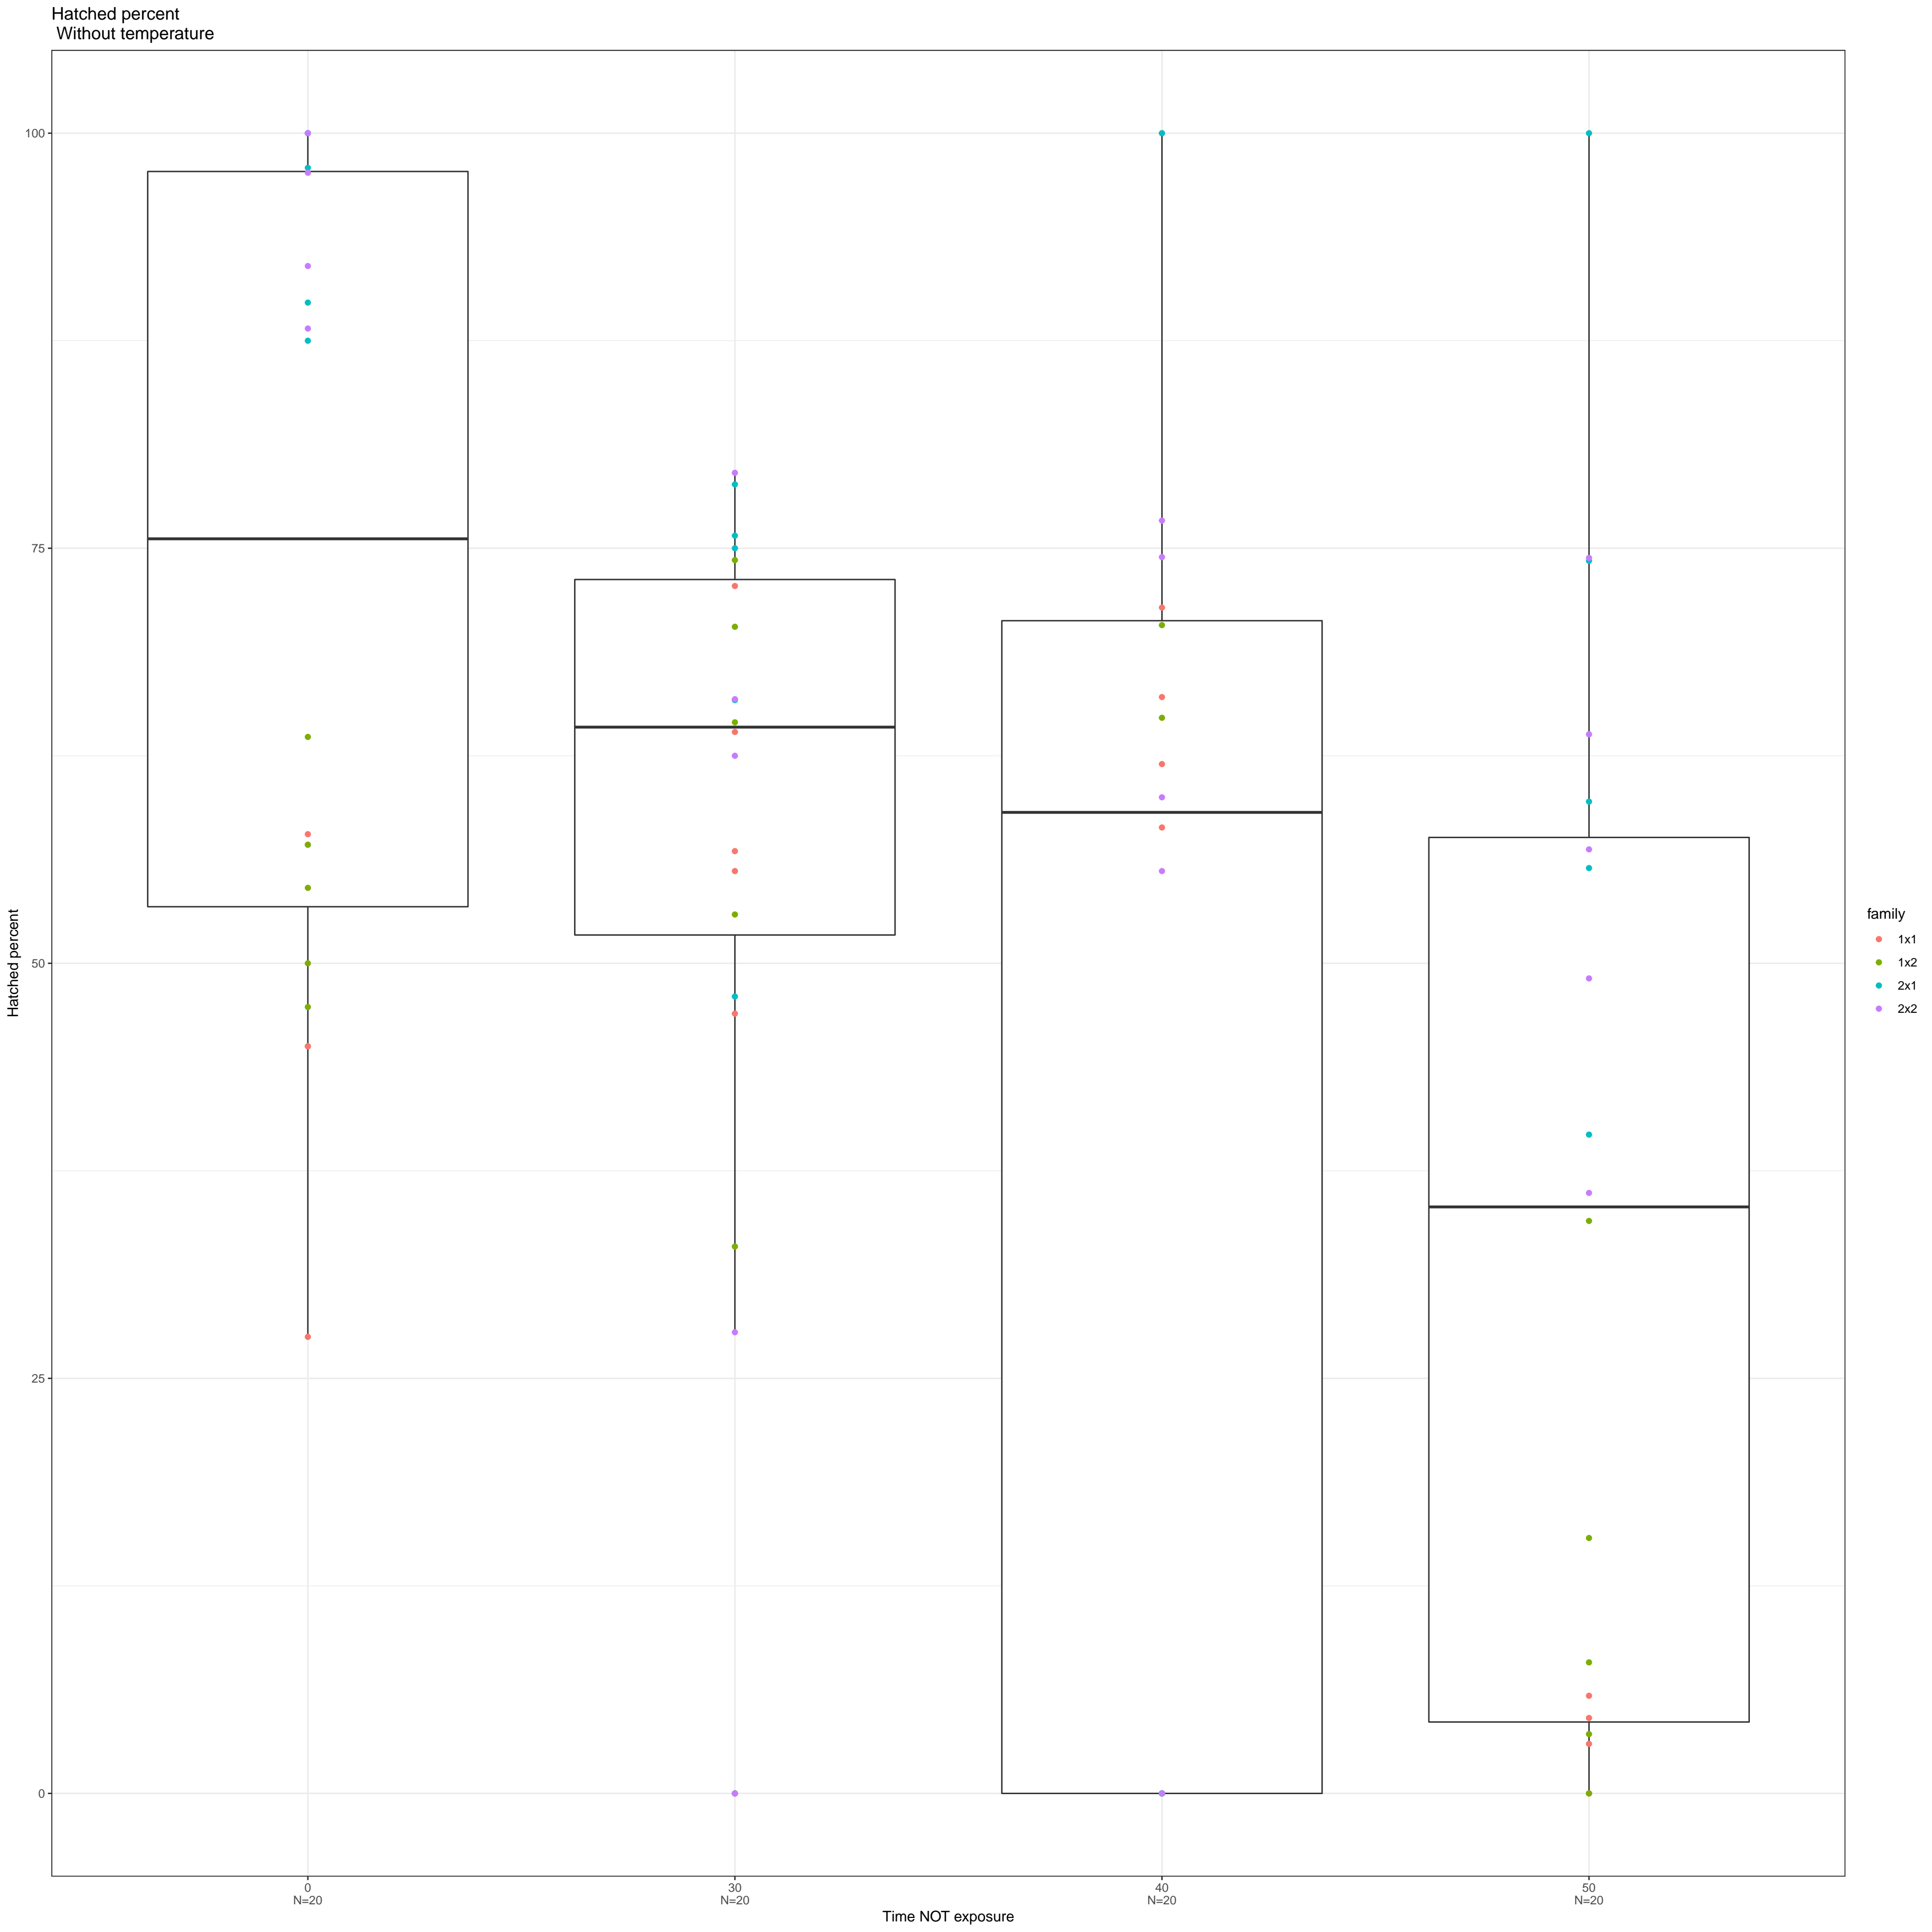 Hatched percent
Without temperature
100
75
50
25
0
Hatched percent
0
N=20
30
N=20
40
N=20
50
N=20
Time NOT exposure
family
1x1
1x2
2x1
2x2